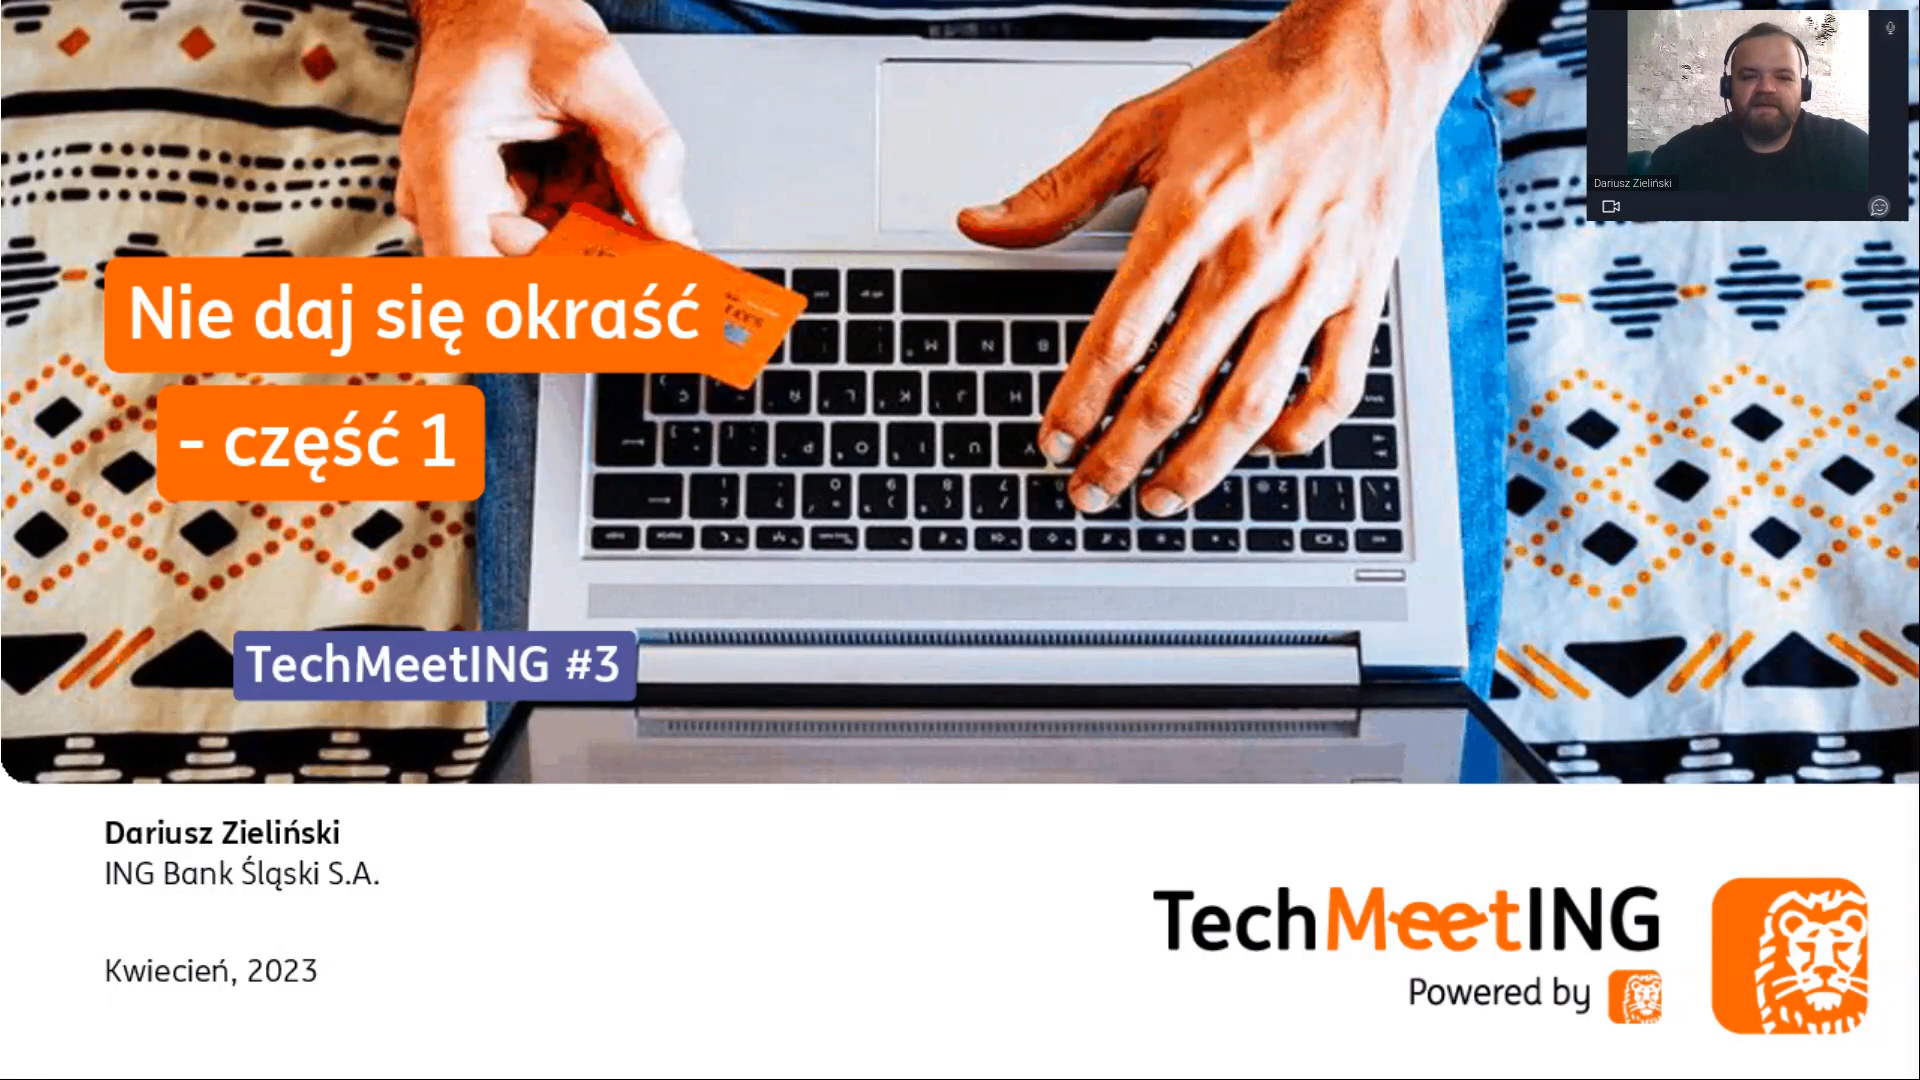 Dariusz Zieliński
Nie daj się okraść
- część 1
TechMeetING #3
Dariusz Zieliński
ING Bank Śląski S.A.
Kwiecień, 2023
TechMeetING
Powered by